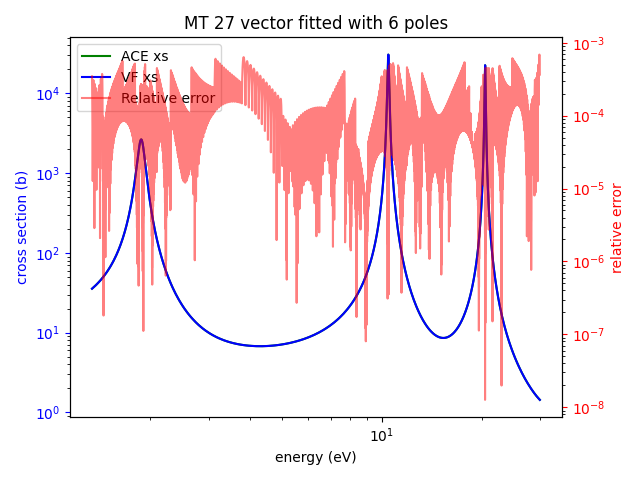 MT 27 vector fitted with 6 poles
ACE xs
VF xs
Relative error
cross section (b)
10⁴
10³
10²
10¹
10⁰
10⁻³
10⁻⁴
10⁻⁵
10⁻⁶
10⁻⁷
10⁻⁸
relative error
10¹
energy (eV)